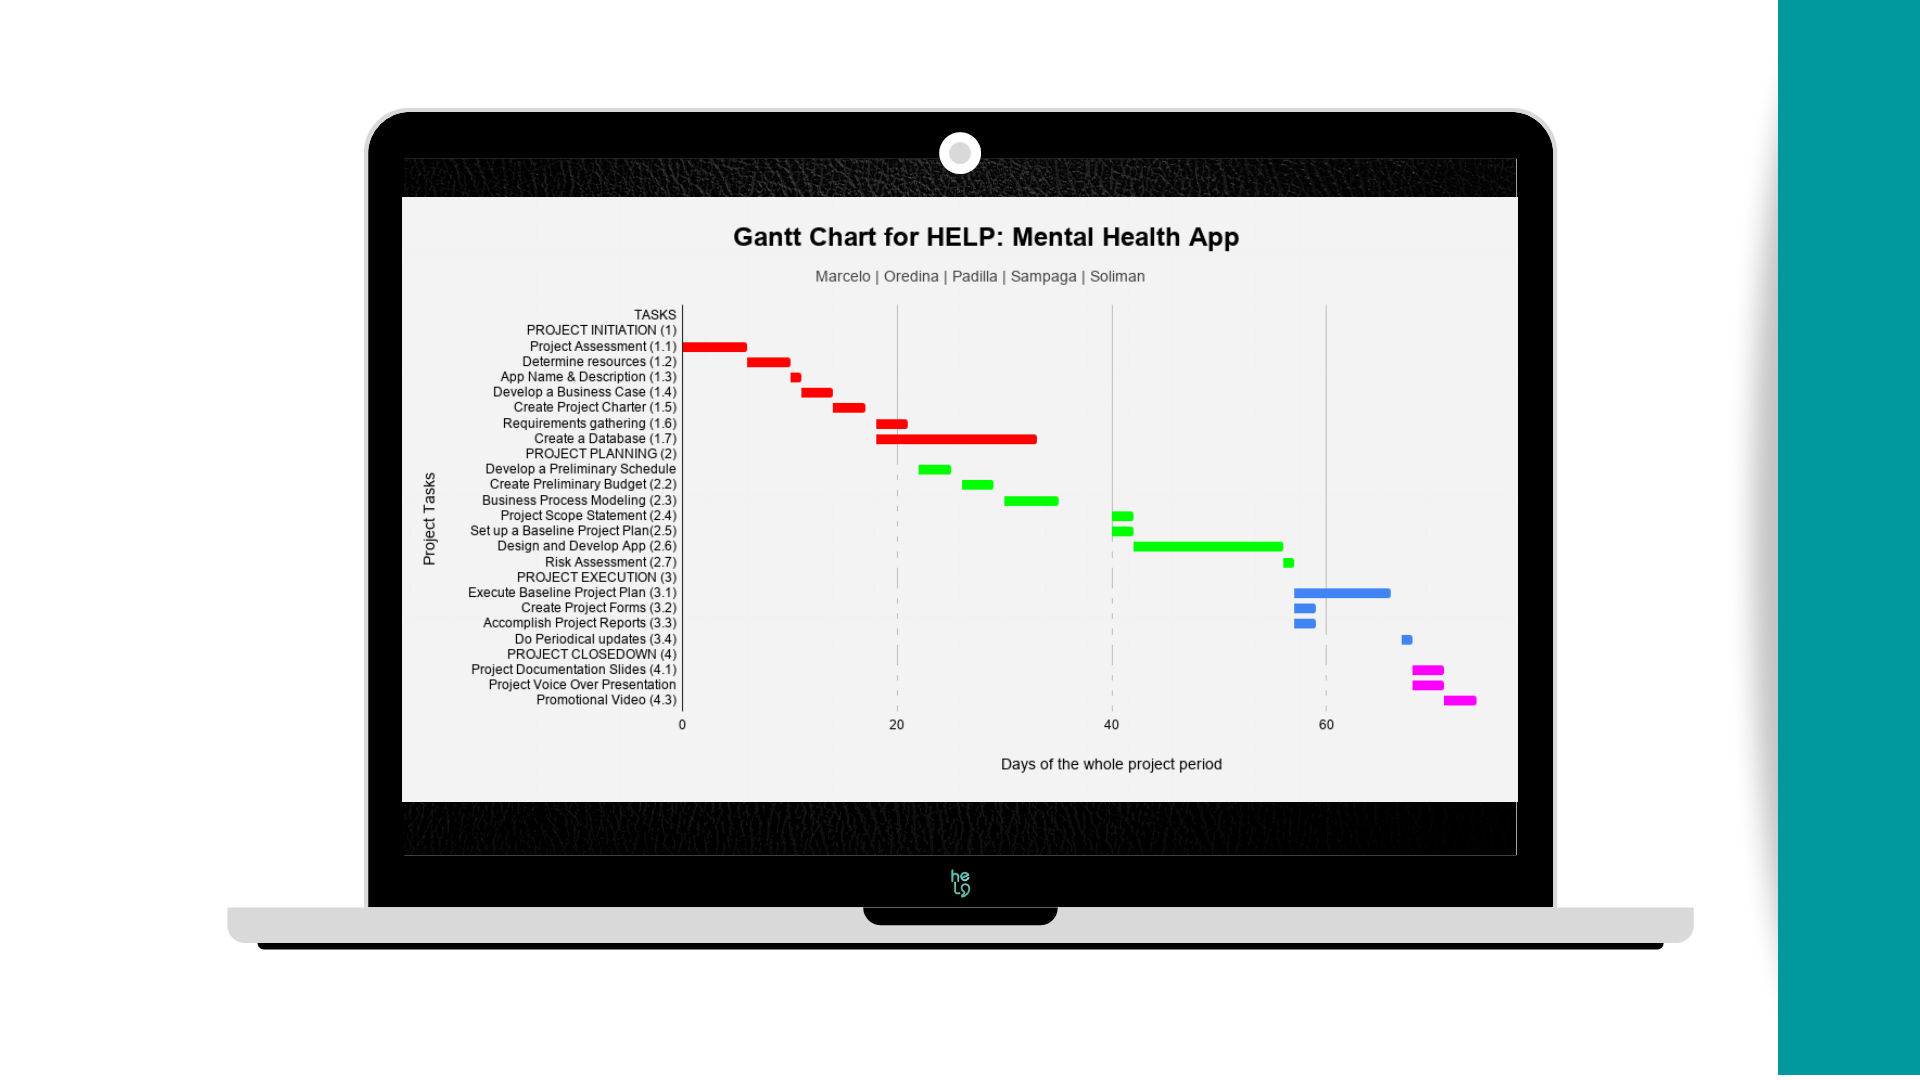 Gantt Chart for HELP: Mental Health App
Marcelo | Oredina | Padilla | Sampaga | Soliman
Project Tasks
TASKS
PROJECT INITIATION (1)
Project Assessment (1.1)
Determine resources (1.2)
App Name & Description (1.3)
Develop a Business Case (1.4)
Create Project Charter (1.5)
Requirements gathering (1.6)
Create a Database (1.7)
PROJECT PLANNING (2)
Develop a Preliminary Schedule
Create Preliminary Budget (2.2)
Business Process Modeling (2.3)
Project Scope Statement (2.4)
Set up a Baseline Project Plan(2.5)
Design and Develop App (2.6)
Risk Assessment (2.7)
PROJECT EXECUTION (3)
Execute Baseline Project Plan (3.1)
Create Project Forms (3.2)
Accomplish Project Reports (3.3)
Do Periodical updates (3.4)
PROJECT CLOSEDOWN (4)
Project Documentation Slides (4.1)
Project Voice Over Presentation
Promotional Video (4.3)
0 20 40 60
Days of the whole project period
he
lp